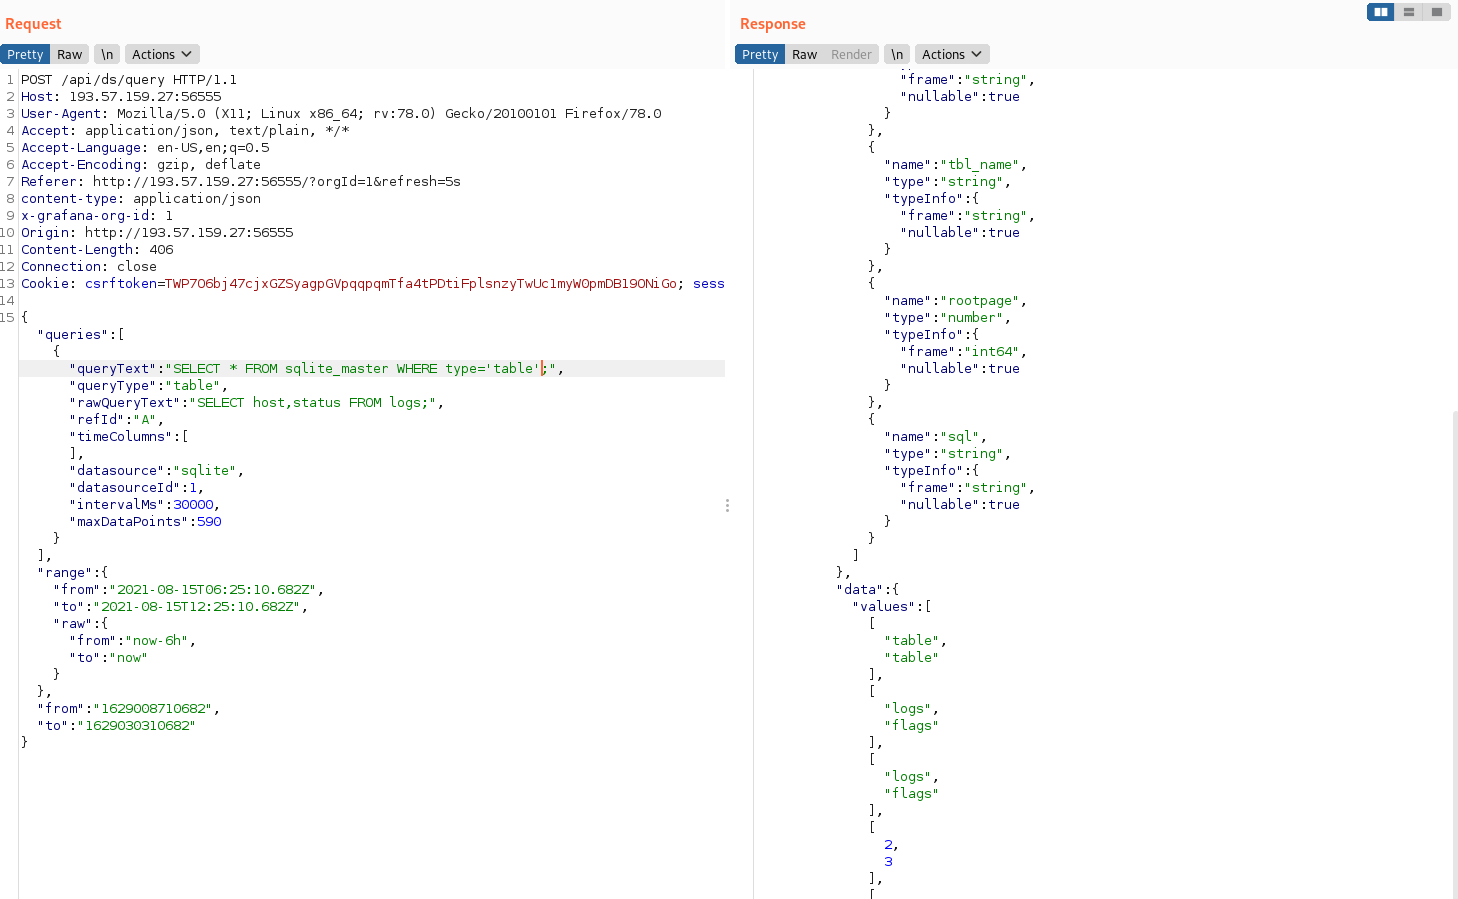 Request
Pretty Raw \n Actions
1 POST /api/ds/query HTTP/1.1
2 Host: 193.57.159.27:56555
3 User-Agent: Mozilla/5.0 (X11; Linux x86_64; rv:78.0) Gecko/20100101 Firefox/78.0
4 Accept: application/json, text/plain, */*
5 Accept-Language: en-US,en;q=0.5
6 Accept-Encoding: gzip, deflate
7 Referer: http://193.57.159.27:56555/?orgId=1&refresh=5s
8 content-type: application/json
9 x-grafana-org-id: 1
10 Origin: http://193.57.159.27:56555
11 Content-Length: 406
12 Connection: close
13 Cookie: csrftoken=TWP7O6bj47cjxGZSyagpGVpqqpqmTfa4tPDtiFplsnzyTwUc1myW0pmDB19ONiGo; sess
14
15 {
"queries":[
{
"queryText":"SELECT * FROM sqlite_master WHERE type='table';",
"queryType":"table",
"rawQueryText":"SELECT host,status FROM logs;",
"refId":"A",
"timeColumns":[
],
"datasource":"sqlite",
"datasourceId":1,
"intervalMs":30000,
"maxDataPoints":590
}
],
"range":{
"from":"2021-08-15T06:25:10.682Z",
"to":"2021-08-15T12:25:10.682Z",
"raw":{
"from":"now-6h",
"to":"now"
}
},
"from":"1629008710682",
"to":"1629030310682"
}
Response
Pretty Raw Render \n Actions
"frame":"string",
"nullable":true
}
},
{
"name":"tbl_name",
"type":"string",
"typeInfo":{
"frame":"string",
"nullable":true
}
},
{
"name":"rootpage",
"type":"number",
"typeInfo":{
"frame":"int64",
"nullable":true
}
},
{
"name":"sql",
"type":"string",
"typeInfo":{
"frame":"string",
"nullable":true
}
}
]
},
"data":{
"values":[
[
"table",
"table"
],
[
"logs",
"flags"
],
[
"logs",
"flags"
],
[
2,
3
],
[